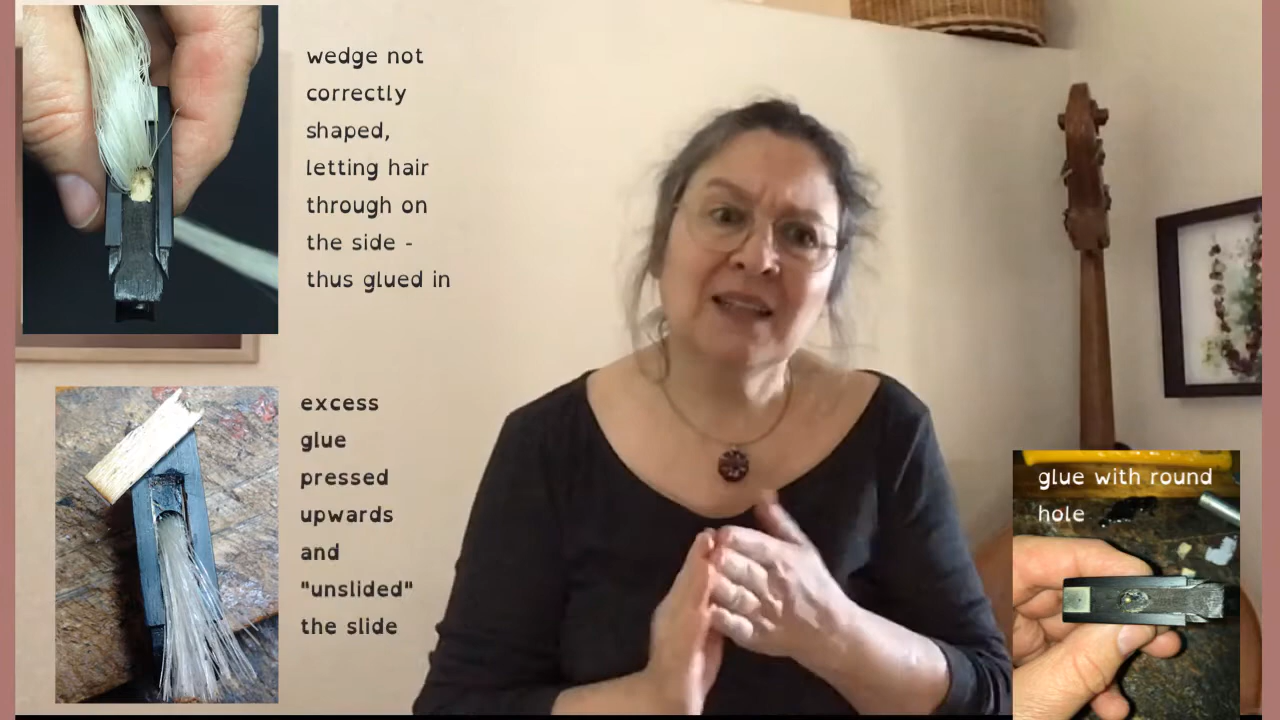 wedge not
correctly
shaped,
letting hair
through on
the side -
thus glued in
excess
glue
pressed
upwards
and
"unslided"
the slide
glue with round
hole